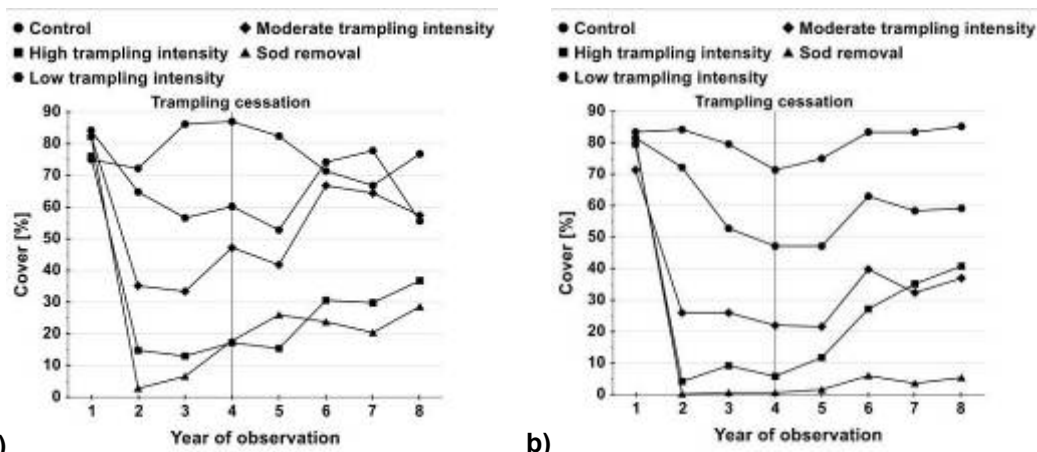 ● Control ◆ Moderate trampling intensity
■ High trampling intensity ▲ Sod removal
● Low trampling intensity
Trampling cessation
90
80
70
60
50
40
30
20
10
0
Cover [%]
1 2 3 4 5 6 7 8
Year of observation
)
● Control ◆ Moderate trampling intensity
■ High trampling intensity ▲ Sod removal
● Low trampling intensity
Trampling cessation
90
80
70
60
50
40
30
20
10
0
Cover [%]
1 2 3 4 5 6 7 8
Year of observation
b)